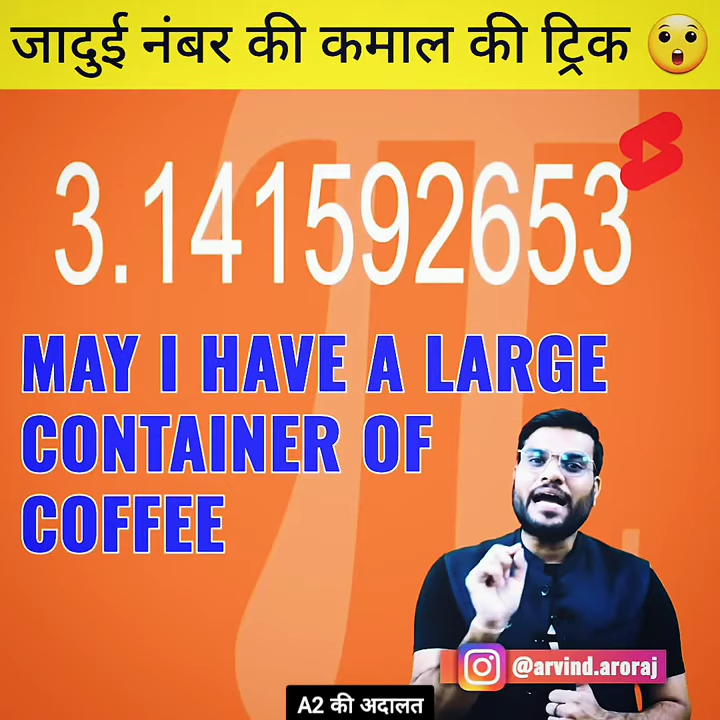 जादुई नंबर की कमाल की ट्रिक
3.141592653
MAY I HAVE A LARGE
CONTAINER OF
COFFEE
@arvind.aroraj
A2 की अदालत